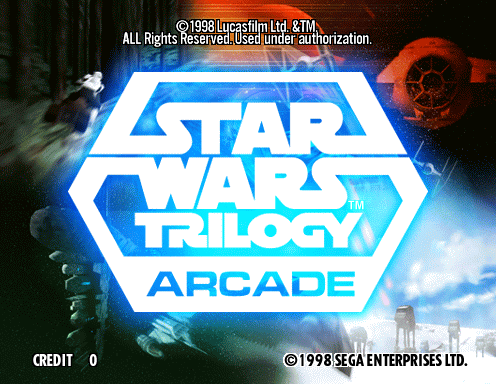 ©1998 Lucasfilm Ltd. &TM,
ALL Rights Reserved. Used under authorization.
STAR
WARS
TM
TRILOGY
ARCADE
CREDIT 0
©1998 SEGA ENTERPRISES LTD.